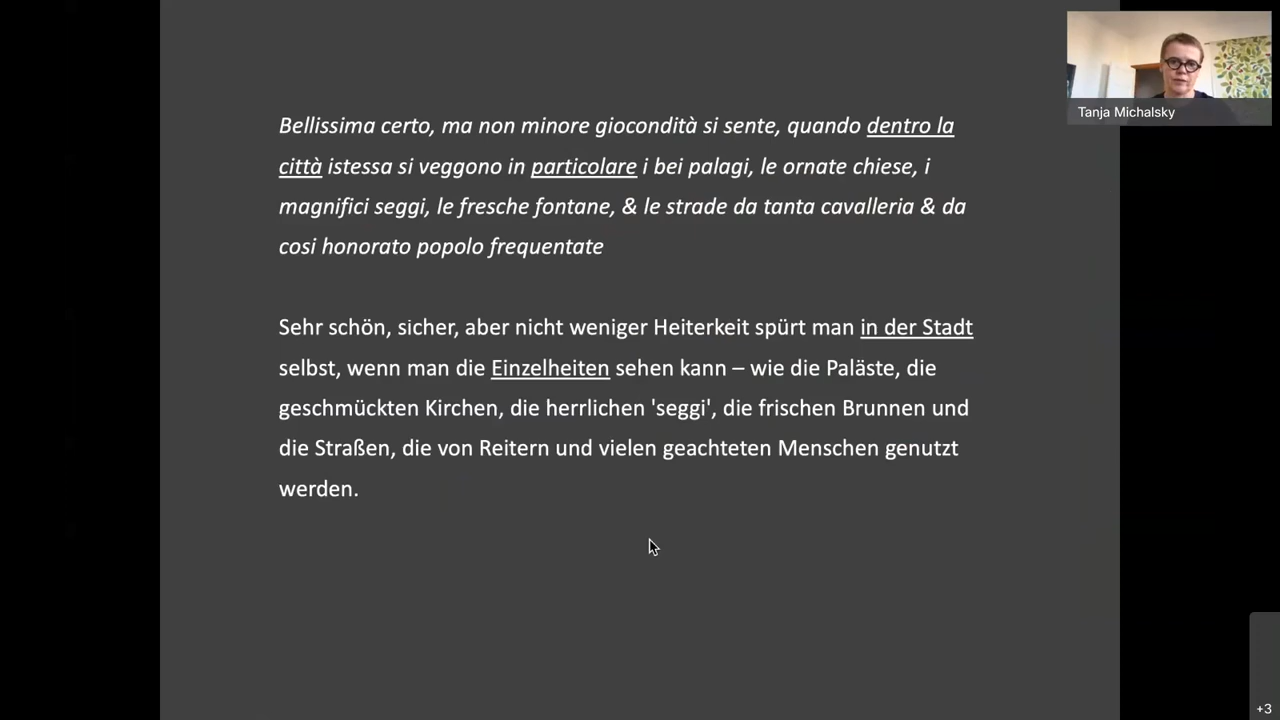 Bellissima certo, ma non minore giocondità si sente, quando dentro la
città istessa si veggono in particolare i bei palagi, le ornate chiese, i
magnifici seggi, le fresche fontane, & le strade da tanta cavalleria & da
cosi honorato popolo frequentate
Sehr schön, sicher, aber nicht weniger Heiterkeit spürt man in der Stadt
selbst, wenn man die Einzelheiten sehen kann – wie die Paläste, die
geschmückten Kirchen, die herrlichen 'seggi', die frischen Brunnen und
die Straßen, die von Reitern und vielen geachteten Menschen genutzt
werden.
Tanja Michalsky
+3